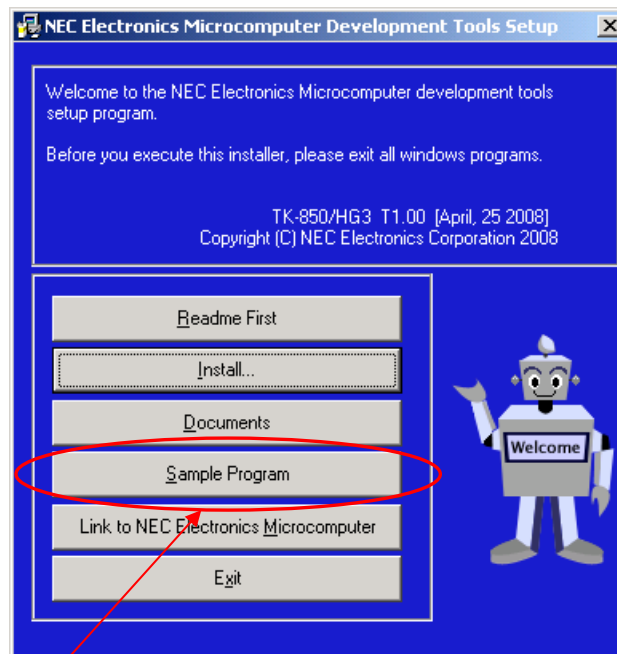 NEC Electronics Microcomputer Development Tools Setup
Welcome to the NEC Electronics Microcomputer development tools
setup program.
Before you execute this installer, please exit all windows programs.
TK-850/HG3 T1.00 [April, 25 2008]
Copyright (C) NEC Electronics Corporation 2008
Readme First
Install...
Documents
Sample Program
Welcome
Link to NEC Electronics Microcomputer
Exit